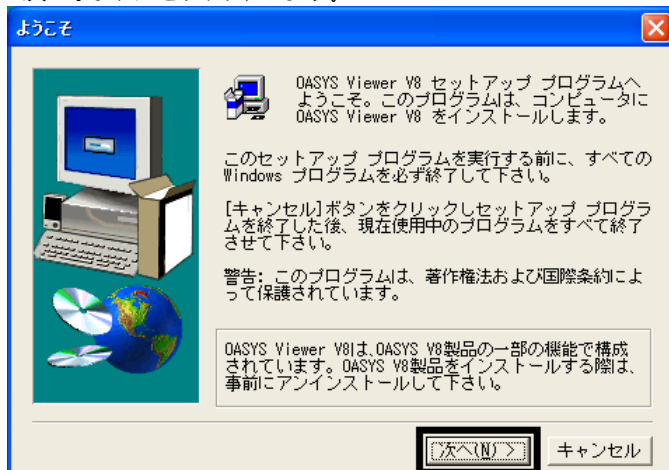 ようこそ
OASYS Viewer V8 セットアップ プログラムへ
ようこそ。このプログラムは、コンピュータに
OASYS Viewer V8 をインストールします。
このセットアップ プログラムを実行する前に、すべての
Windows プログラムを必ず終了して下さい。
[キャンセル]ボタンをクリックしセットアップ プログラ
ムを終了した後、現在使用中のプログラムをすべて終了
させて下さい。
警告: このプログラムは、著作権法および国際条約によ
って保護されています。
OASYS Viewer V8は、OASYS V8製品の一部の機能で構成
されています。OASYS V8製品をインストールする際は、
事前にアンインストールして下さい。
次へ(N) > キャンセル